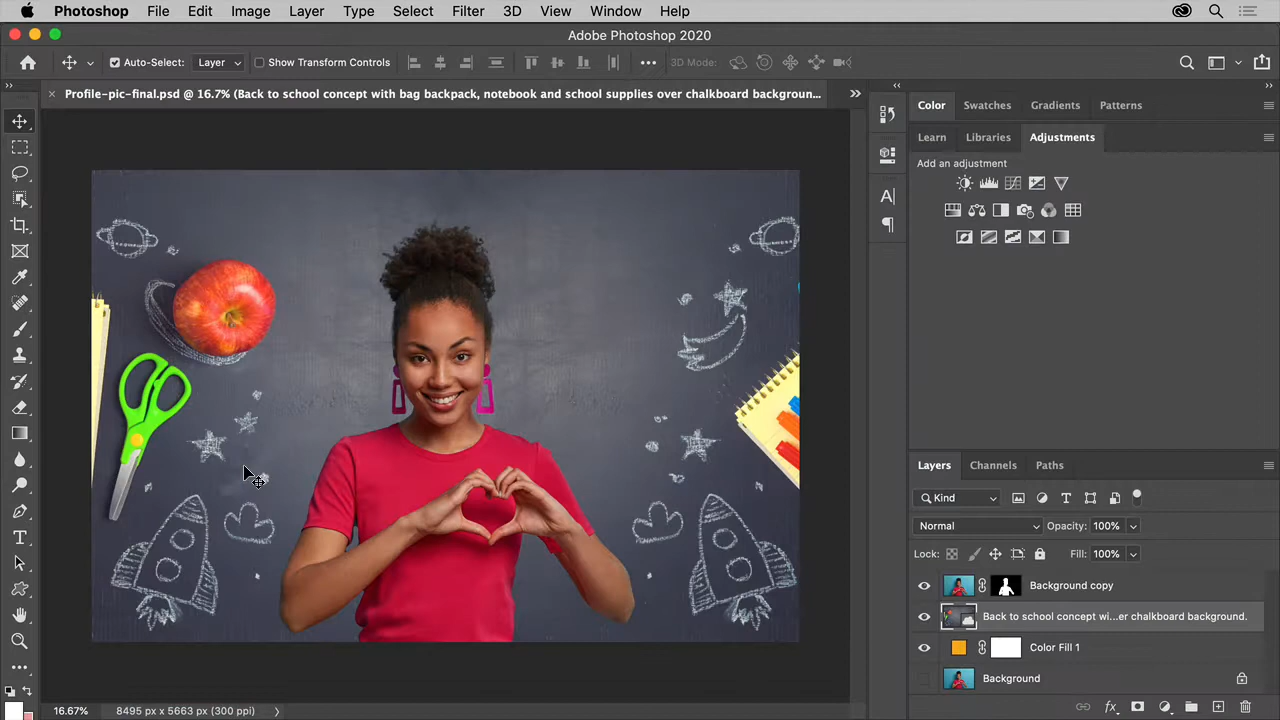 Photoshop File Edit Image Layer Type Select Filter 3D View Window Help
Adobe Photoshop 2020
Auto-Select: Layer Show Transform Controls 3D Mode:
Profile-pic-final.psd @ 16.7% (Back to school concept with bag backpack, notebook and school supplies over chalkboard backgroun...
Color Swatches Gradients Patterns
Learn Libraries Adjustments
Add an adjustment
Layers Channels Paths
Kind
Normal Opacity: 100%
Lock: Fill: 100%
Background copy
Back to school concept wi...er chalkboard background.
Color Fill 1
Background
16.67% 8495 px x 5663 px (300 ppi)